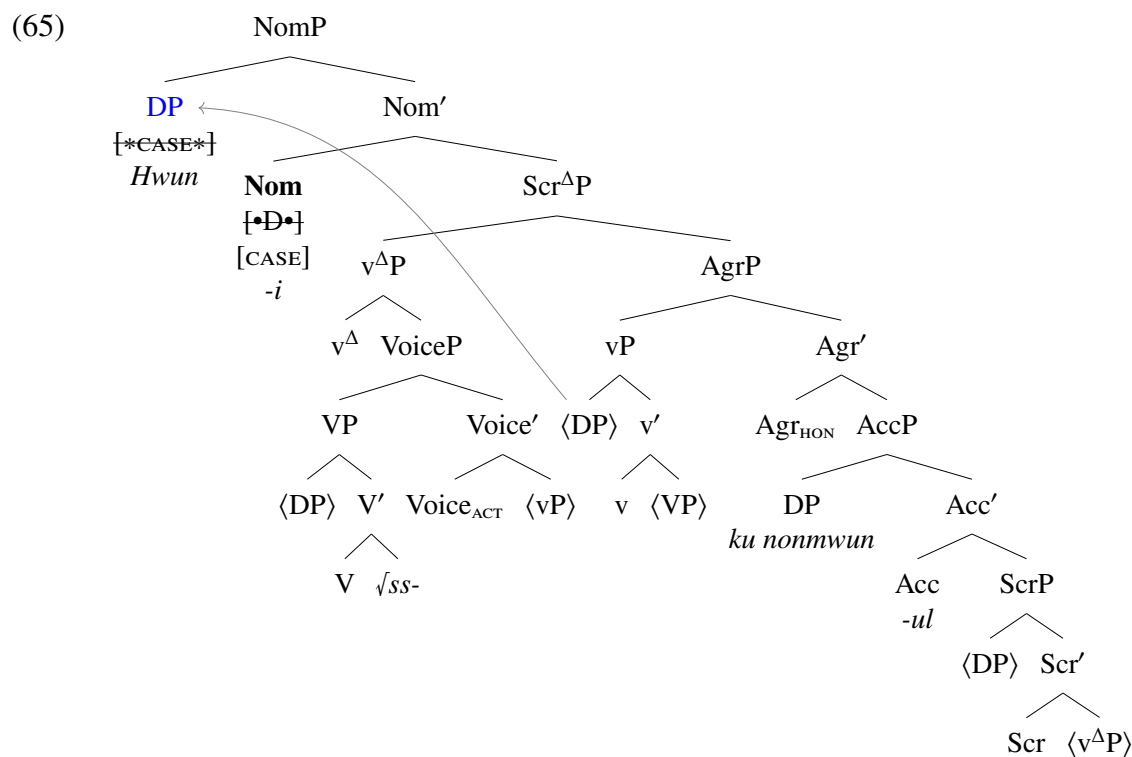 (65) NomP
DP Nom′
[∗CASE∗]
Hwun
Nom Scr^ΔP
[•D•]
[CASE]
-i
v^ΔP AgrP
v^Δ VoiceP vP Agr′
VP Voice′ ⟨DP⟩ v′ Agr_HON AccP
⟨DP⟩ V′ Voice_ACT ⟨vP⟩ v ⟨VP⟩ DP Acc′
ku nonmwun
V √ss- Acc ScrP
-ul
⟨DP⟩ Scr′
Scr ⟨v^ΔP⟩